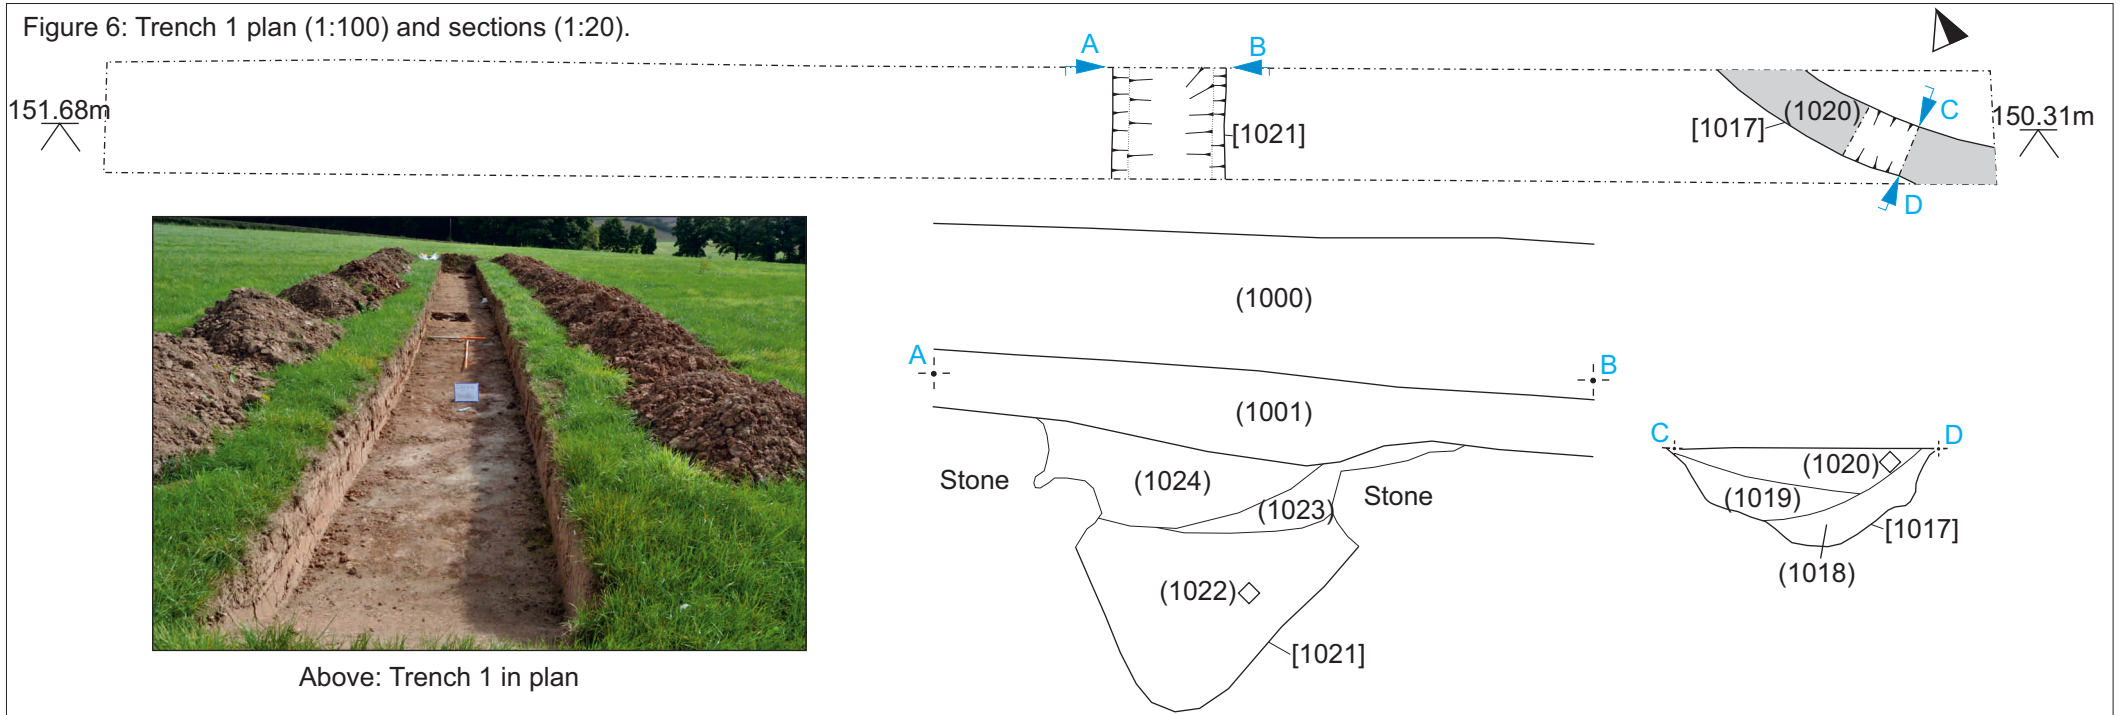 Figure 6: Trench 1 plan (1:100) and sections (1:20).
A
B
151.68m
[1021]
[1017]
(1020)
C
D
150.31m
(1000)
A
B
(1001)
Stone
(1024)
(1023)
Stone
(1022)
[1021]
C
D
(1020)
(1019)
[1017]
(1018)
Above: Trench 1 in plan